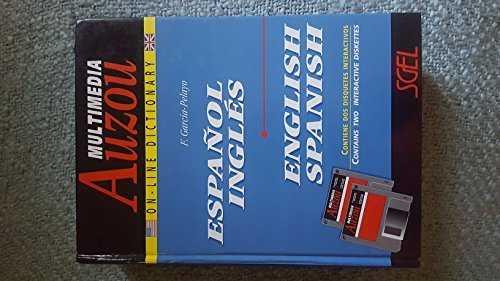 MULTIMEDIA
Auzou
ON-LINE DICTIONARY
F. García-Pelayo
ESPAÑOL
INGLÉS
ENGLISH
SPANISH
CONTIENE DOS DISQUETES INTERACTIVOS
CONTAINS TWO INTERACTIVE DISKETTES
SGEL